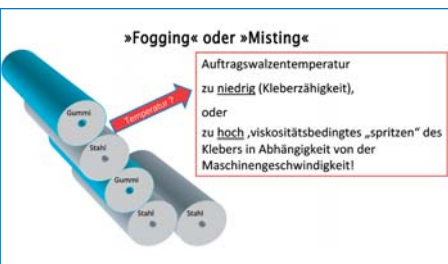 »Fogging« oder »Misting«
Auftragswalzentemperatur
zu niedrig (Kleberzähigkeit),
oder
zu hoch ,viskositätsbedingtes „spritzen“ des
Klebers in Abhängigkeit von der
Maschinengeschwindigkeit!
Temperatur ?
Gummi
Stahl
Gummi
Stahl
Stahl